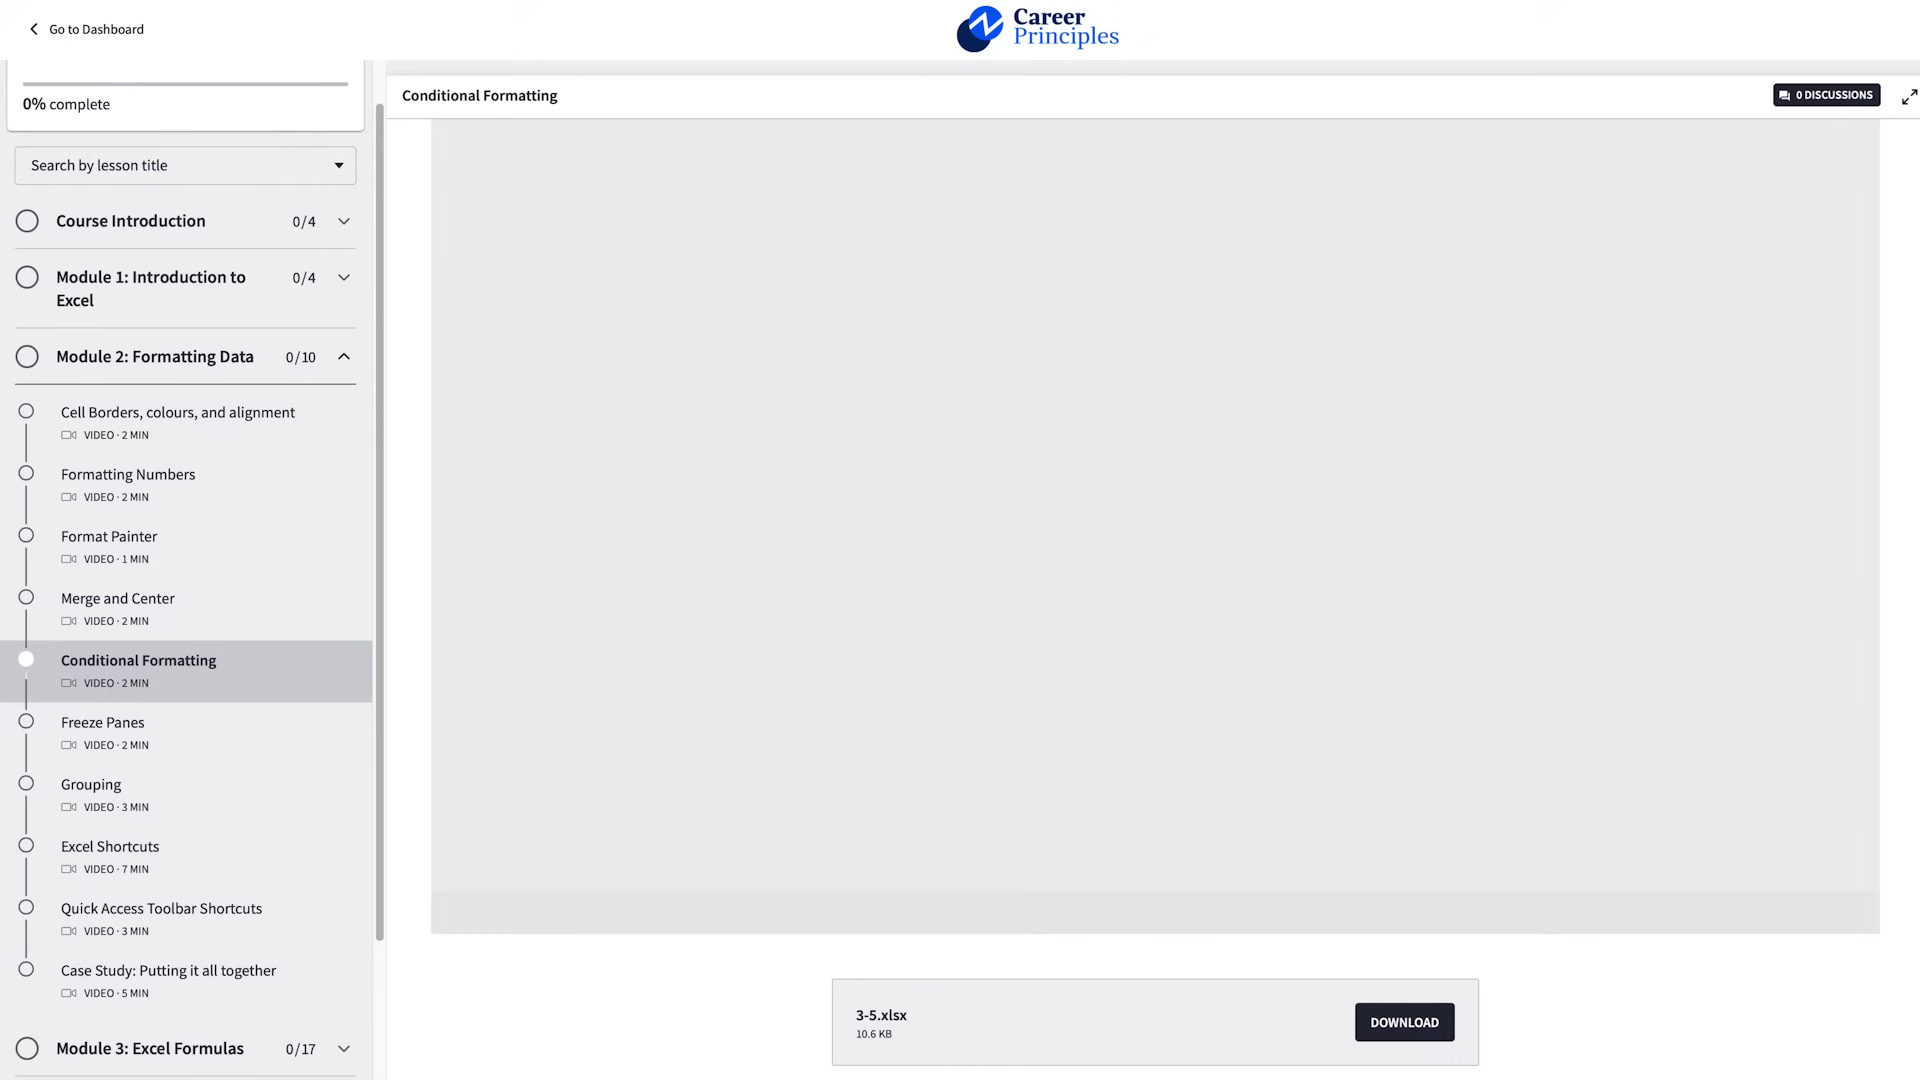 Go to Dashboard
Career
Principles
0% complete
Search by lesson title
Course Introduction 0/4
Module 1: Introduction to 0/4
Excel
Module 2: Formatting Data 0/10
Cell Borders, colours, and alignment
VIDEO · 2 MIN
Formatting Numbers
VIDEO · 2 MIN
Format Painter
VIDEO · 1 MIN
Merge and Center
VIDEO · 2 MIN
Conditional Formatting
VIDEO · 2 MIN
Freeze Panes
VIDEO · 2 MIN
Grouping
VIDEO · 3 MIN
Excel Shortcuts
VIDEO · 7 MIN
Quick Access Toolbar Shortcuts
VIDEO · 3 MIN
Case Study: Putting it all together
VIDEO · 5 MIN
Module 3: Excel Formulas 0/17
Conditional Formatting
0 DISCUSSIONS
3-5.xlsx
10.6 KB
DOWNLOAD